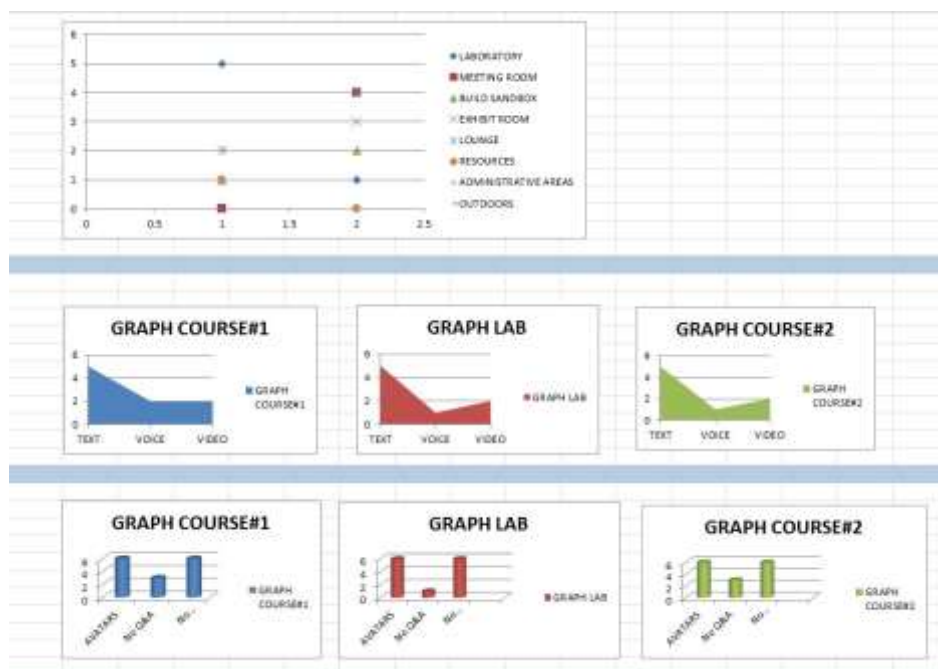 6
5
4
3
2
1
0
0 0.5 1 1.5 2 2.5
LABORATORY
MEETING ROOM
BUILD SANDBOX
EXHIBIT ROOM
LOUNGE
RESOURCES
ADMINISTRATIVE AREAS
OUTDOORS
GRAPH COURSE#1
6
4
2
0
TEXT VOICE VIDEO
GRAPH
COURSE#1
GRAPH LAB
6
4
2
0
TEXT VOICE VIDEO
GRAPH LAB
GRAPH COURSE#2
6
4
2
0
TEXT VOICE VIDEO
GRAPH
COURSE#2
GRAPH COURSE#1
6
4
2
0
AVATARS
No Q&A
No...
GRAPH
COURSE#1
GRAPH LAB
6
4
2
0
AVATARS
No Q&A
No...
GRAPH LAB
GRAPH COURSE#2
6
4
2
0
AVATARS
No Q&A
No...
GRAPH
COURSE#2